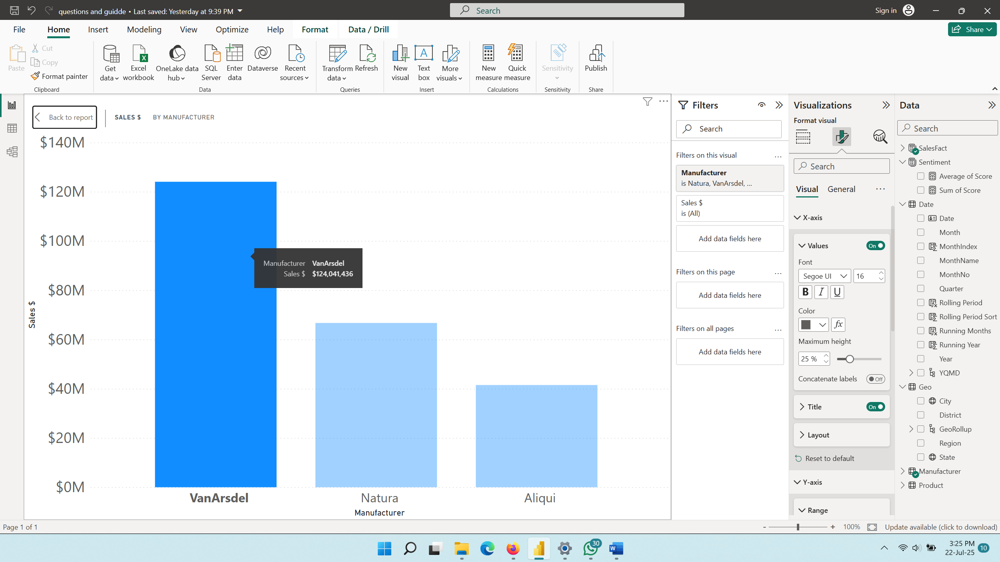 questions and guidde • Last saved: Yesterday at 9:39 PM
Search
Sign in
File
Home
Insert
Modeling
View
Optimize
Help
Format
Data / Drill
Share
Paste
Cut
Copy
Format painter
Clipboard
Get data
Excel workbook
OneLake data hub
SQL Server
Enter data
Dataverse
Recent sources
Data
Transform data
Refresh
Queries
New visual
A
Text box
More visuals
Insert
New measure
Quick measure
Calculations
Sensitivity
Sensitivity
Publish
Share
Back to report
SALES $
BY MANUFACTURER
$140M
$120M
$100M
$80M
$60M
$40M
$20M
$0M
Sales $
Manufacturer VanArsdel
Sales $ $124,041,436
VanArsdel
Natura
Aliqui
Manufacturer
Filters
Search
Filters on this visual
Manufacturer
is Natura, VanArsdel, ...
Sales $
is (All)
Add data fields here
Filters on this page
Add data fields here
Filters on all pages
Add data fields here
Visualizations
Format visual
Search
Visual
General
X-axis
Values
On
Font
Segoe UI
16
B
I
U
Color
fx
Maximum height
25 %
Concatenate labels
Off
Title
On
Layout
Reset to default
Y-axis
Range
Data
Search
SalesFact
Sentiment
Average of Score
Sum of Score
Date
Date
Month
MonthIndex
MonthName
MonthNo
Quarter
Rolling Period
Rolling Period Sort
Running Months
Running Year
Year
YQMD
Geo
City
District
GeoRollup
Region
State
Manufacturer
Product
Page 1 of 1
- + 100%
Update available (click to download)
30
W
3:25 PM
22-Jul-25
10